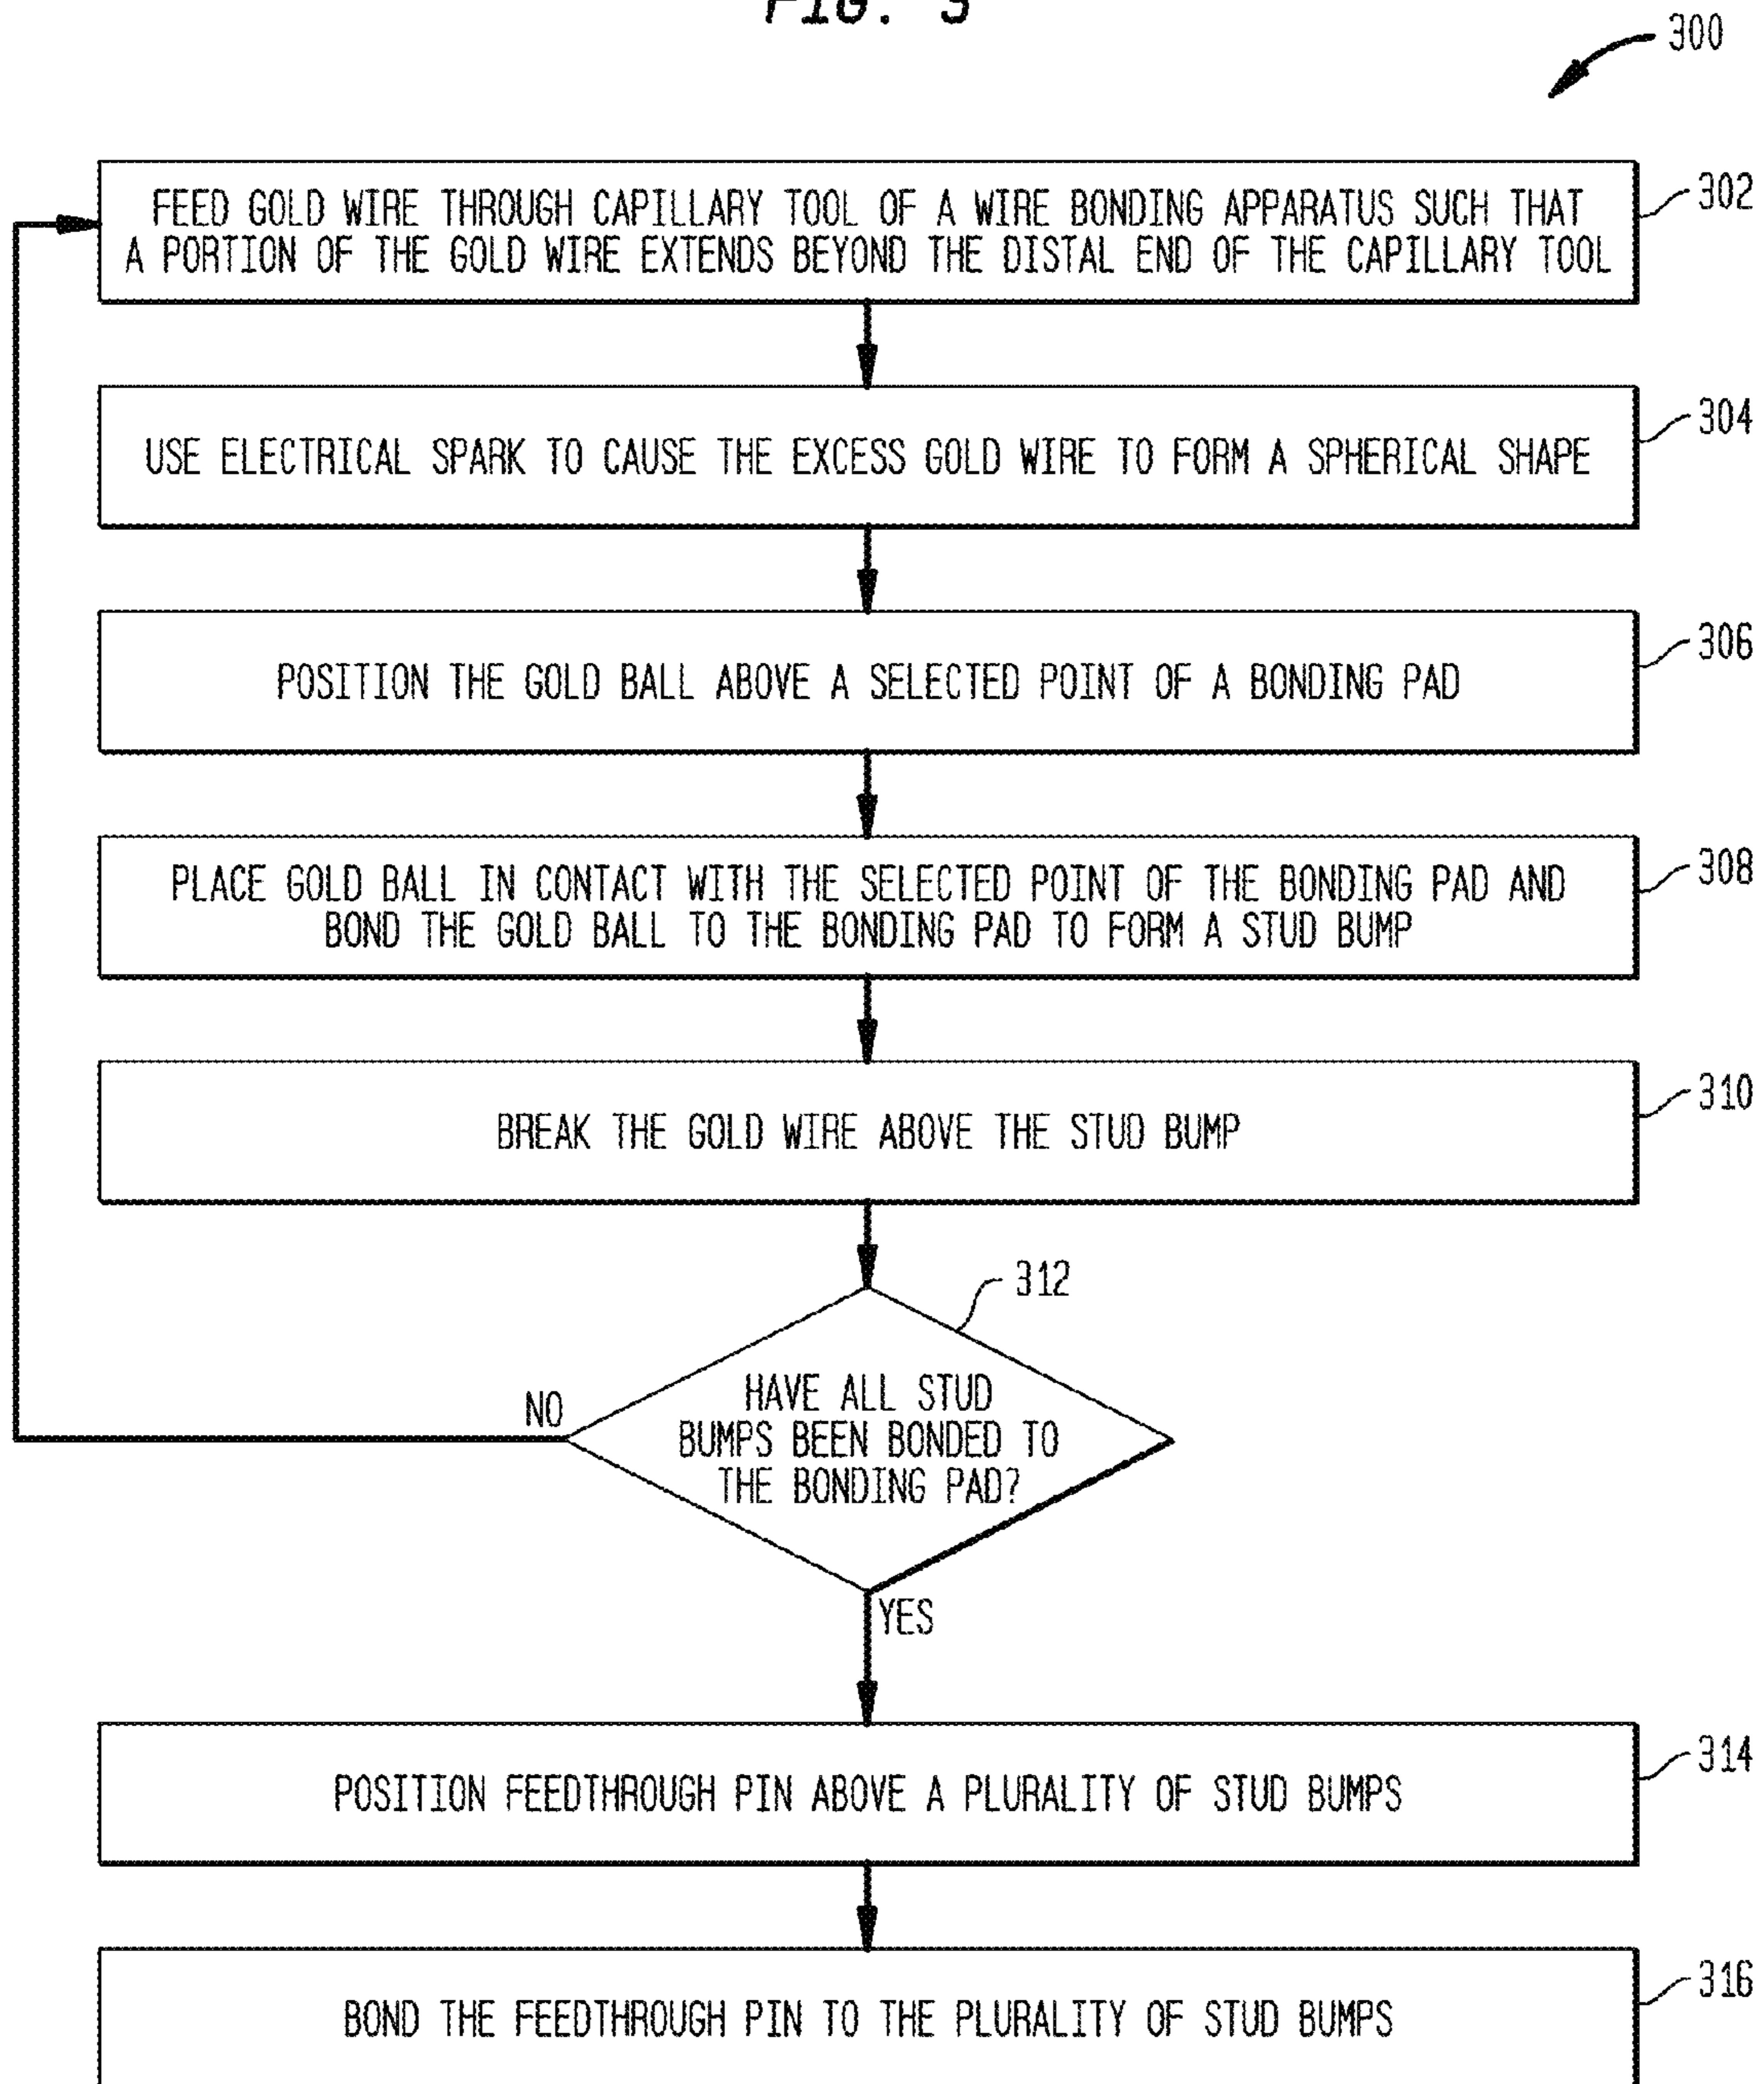 FIG. 3
300
FEED GOLD WIRE THROUGH CAPILLARY TOOL OF A WIRE BONDING APPARATUS SUCH THAT
A PORTION OF THE GOLD WIRE EXTENDS BEYOND THE DISTAL END OF THE CAPILLARY TOOL
302
USE ELECTRICAL SPARK TO CAUSE THE EXCESS GOLD WIRE TO FORM A SPHERICAL SHAPE
304
POSITION THE GOLD BALL ABOVE A SELECTED POINT OF A BONDING PAD
306
PLACE GOLD BALL IN CONTACT WITH THE SELECTED POINT OF THE BONDING PAD AND
BOND THE GOLD BALL TO THE BONDING PAD TO FORM A STUD BUMP
308
BREAK THE GOLD WIRE ABOVE THE STUD BUMP
310
312
HAVE ALL STUD
BUMPS BEEN BONDED TO
THE BONDING PAD?
NO
YES
POSITION FEEDTHROUGH PIN ABOVE A PLURALITY OF STUD BUMPS
314
BOND THE FEEDTHROUGH PIN TO THE PLURALITY OF STUD BUMPS
316